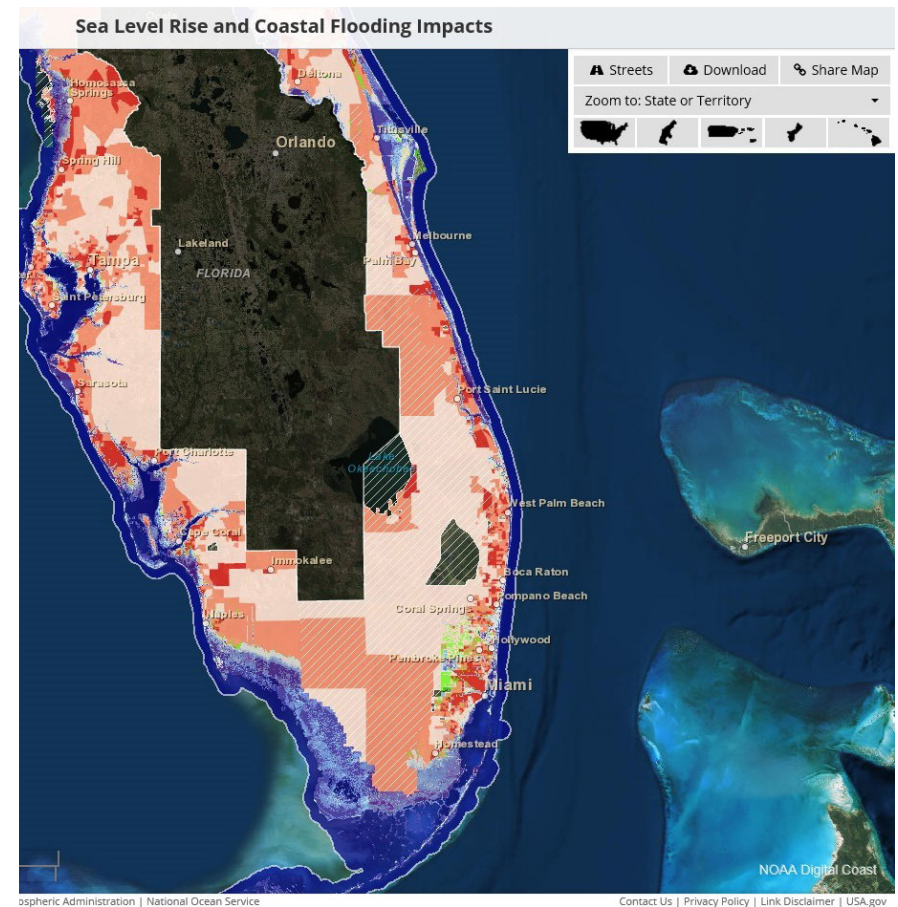 Sea Level Rise and Coastal Flooding Impacts
Streets
Download
Share Map
Zoom to: State or Territory
Deltona
Homosassa
Springs
Titusville
Orlando
Spring Hill
Melbourne
Lakeland
Palm Bay
Tampa
FLORIDA
Saint Petersburg
Sarasota
Port Saint Lucie
Port Charlotte
Lake
Okeechobee
West Palm Beach
Cape Coral
Freeport City
Immokalee
Boca Raton
Pompano Beach
Coral Springs
Naples
Hollywood
Pembroke Pines
Miami
Homestead
NOAA Digital Coast
ospheric Administration | National Ocean Service
Contact Us | Privacy Policy | Link Disclaimer | USA.gov